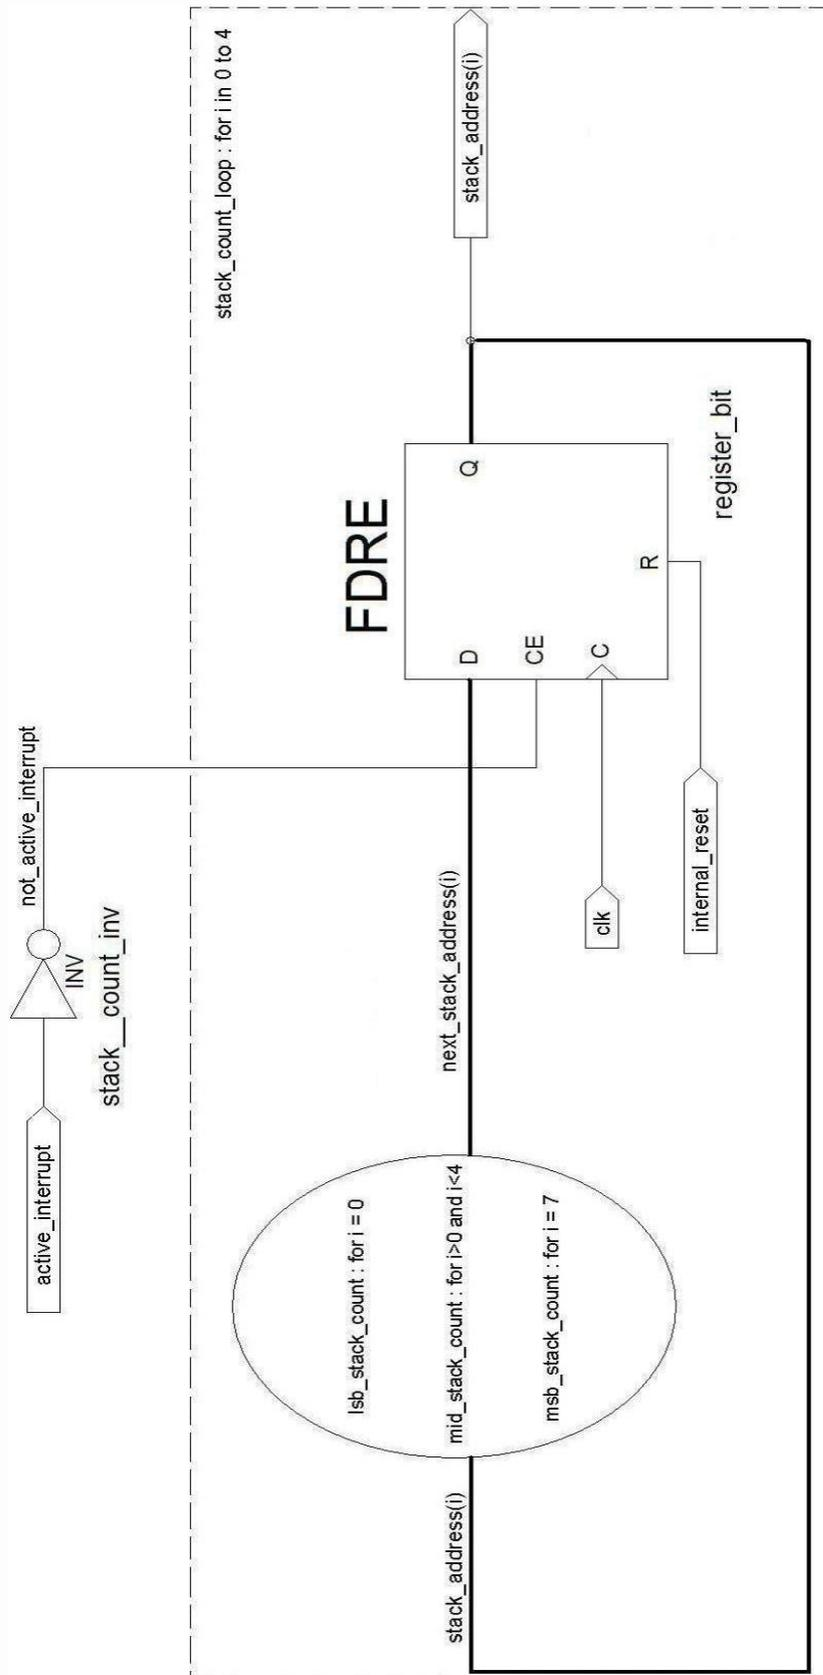 active_interrupt
INV
stack__count_inv
not_active_interrupt
stack_count_loop : for i in 0 to 4
stack_address(i)
lsb_stack_count : for i = 0
mid_stack_count : for i>0 and i<4
msb_stack_count : for i = 7
next_stack_address(i)
clk
internal_reset
FDRE
D
CE
C
R
Q
register_bit
stack_address(i)